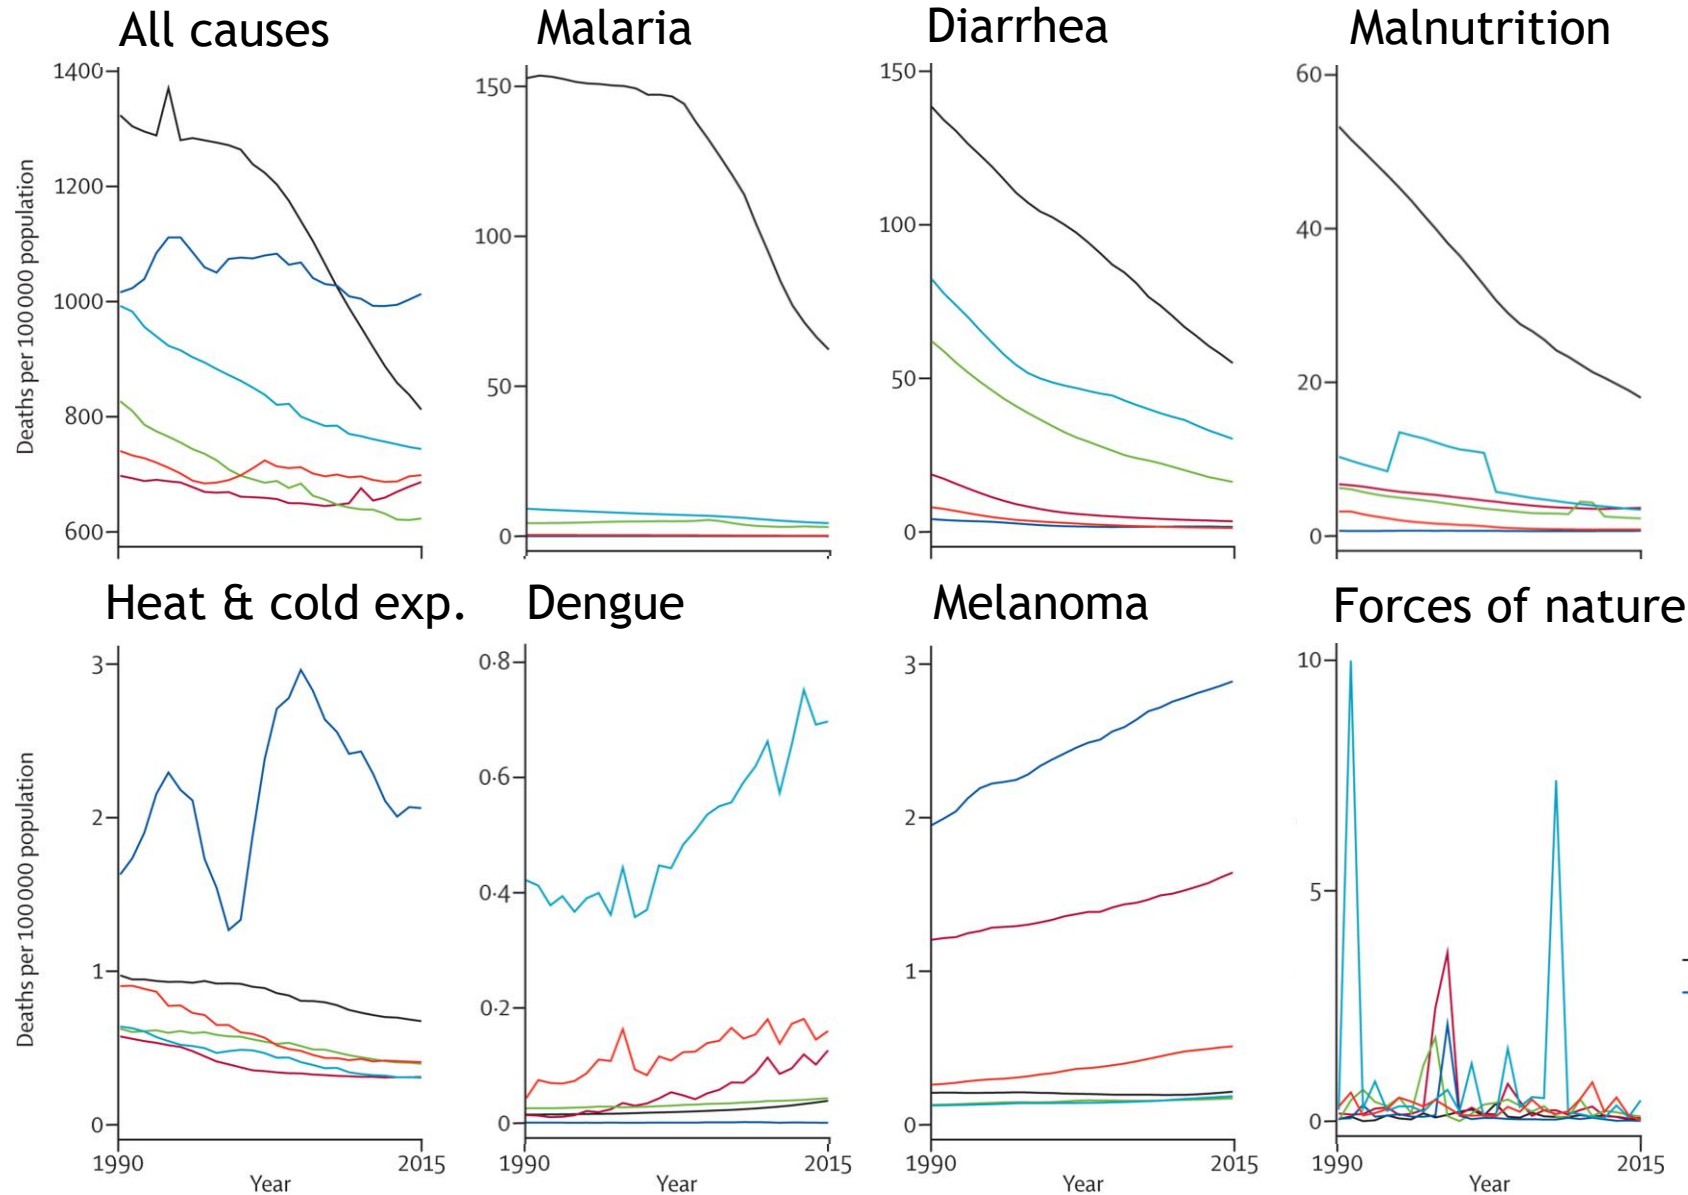 All causes
Malaria
Diarrhea
Malnutrition
1400
1200
1000
800
600
Deaths per 100 000 population
150
100
50
0
150
100
50
0
60
40
20
0
Heat & cold exp.
Dengue
Melanoma
Forces of nature
3
2
1
0
Deaths per 100 000 population
1990
2015
Year
0·8
0·6
0·4
0·2
0
1990
2015
Year
3
2
1
0
1990
2015
Year
10
5
0
1990
2015
Year